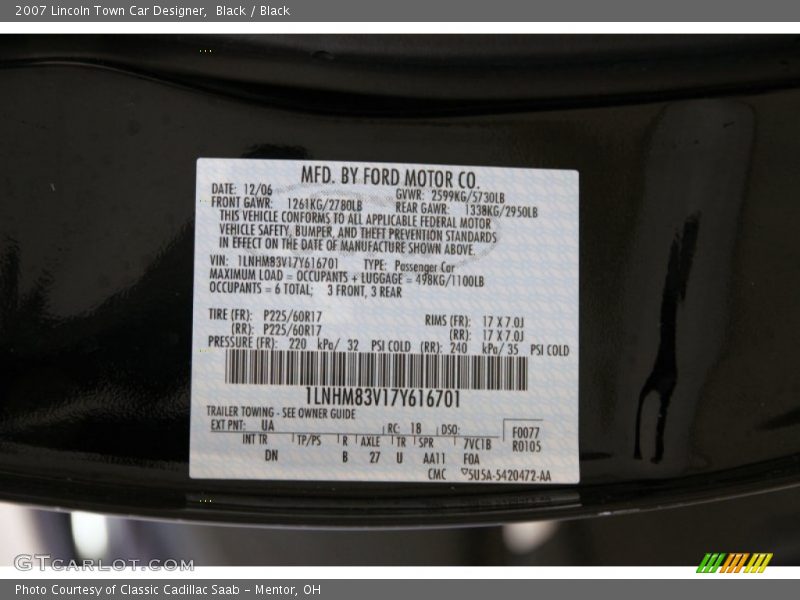 2007 Lincoln Town Car Designer,  Black / Black
MFD. BY FORD MOTOR CO.
DATE: 12/06 GVWR: 2599KG/5730LB
FRONT GAWR: 1261KG/2780LB REAR GAWR: 1338KG/2950LB
THIS VEHICLE CONFORMS TO ALL APPLICABLE FEDERAL MOTOR
VEHICLE SAFETY, BUMPER, AND THEFT PREVENTION STANDARDS
IN EFFECT ON THE DATE OF MANUFACTURE SHOWN ABOVE.
VIN: 1LNHM83V17Y616701 TYPE: Passenger Car
MAXIMUM LOAD = OCCUPANTS + LUGGAGE = 498KG/1100LB
OCCUPANTS = 6 TOTAL; 3 FRONT, 3 REAR
TIRE (FR): P225/60R17 RIMS (FR): 17 X 7.0J
(RR): P225/60R17 (RR): 17 X 7.0J
PRESSURE (FR): 220 kPa/ 32 PSI COLD (RR): 240 kPa/ 35 PSI COLD
1LNHM83V17Y616701
TRAILER TOWING - SEE OWNER GUIDE
EXT PNT: UA RC: 18 DSO: F0077
INT TR TP/PS R AXLE TR SPR 7VC1B R0105
DN B 27 U AA11 F0A
CMC ▽5U5A-5420472-AA
GTCARLOT.COM
Photo Courtesy of Classic Cadillac Saab - Mentor, OH